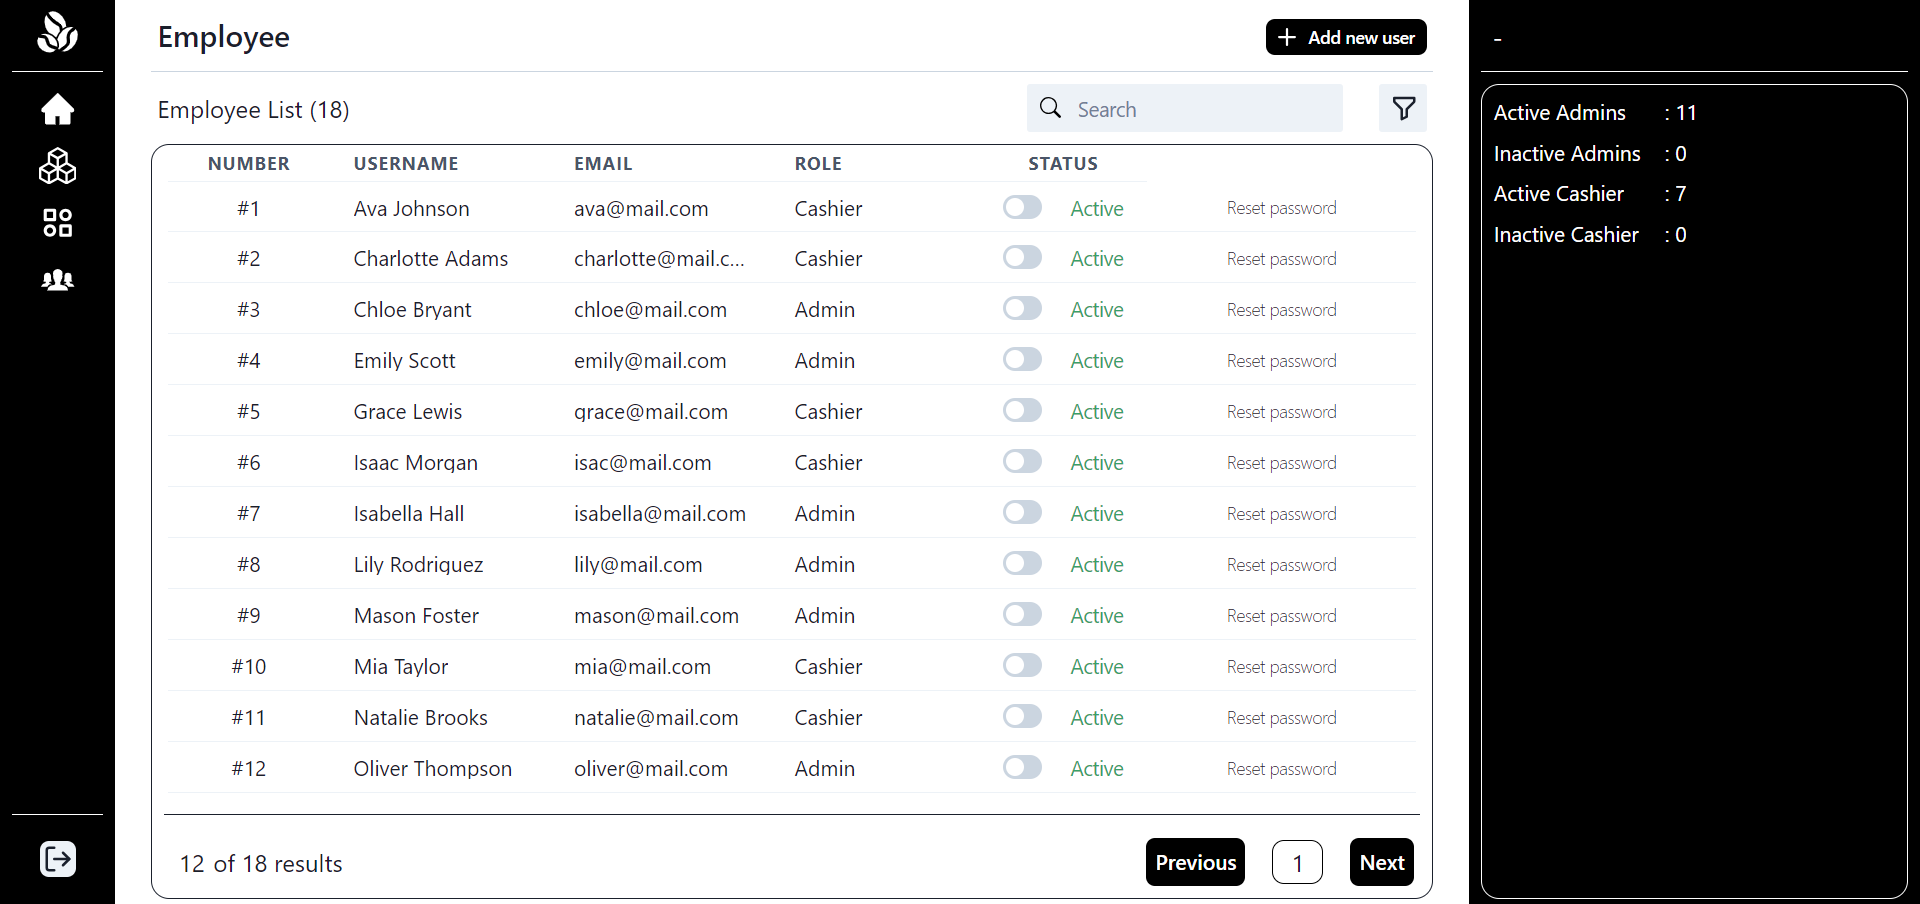 Employee
Add new user
-
Employee List (18)
Search
NUMBER USERNAME EMAIL ROLE STATUS
#1 Ava Johnson ava@mail.com Cashier Active Reset password
#2 Charlotte Adams charlotte@mail.c... Cashier Active Reset password
#3 Chloe Bryant chloe@mail.com Admin Active Reset password
#4 Emily Scott emily@mail.com Admin Active Reset password
#5 Grace Lewis grace@mail.com Cashier Active Reset password
#6 Isaac Morgan isac@mail.com Cashier Active Reset password
#7 Isabella Hall isabella@mail.com Admin Active Reset password
#8 Lily Rodriguez lily@mail.com Admin Active Reset password
#9 Mason Foster mason@mail.com Admin Active Reset password
#10 Mia Taylor mia@mail.com Cashier Active Reset password
#11 Natalie Brooks natalie@mail.com Cashier Active Reset password
#12 Oliver Thompson oliver@mail.com Admin Active Reset password
12 of 18 results
Previous 1 Next
Active Admins : 11
Inactive Admins : 0
Active Cashier : 7
Inactive Cashier : 0